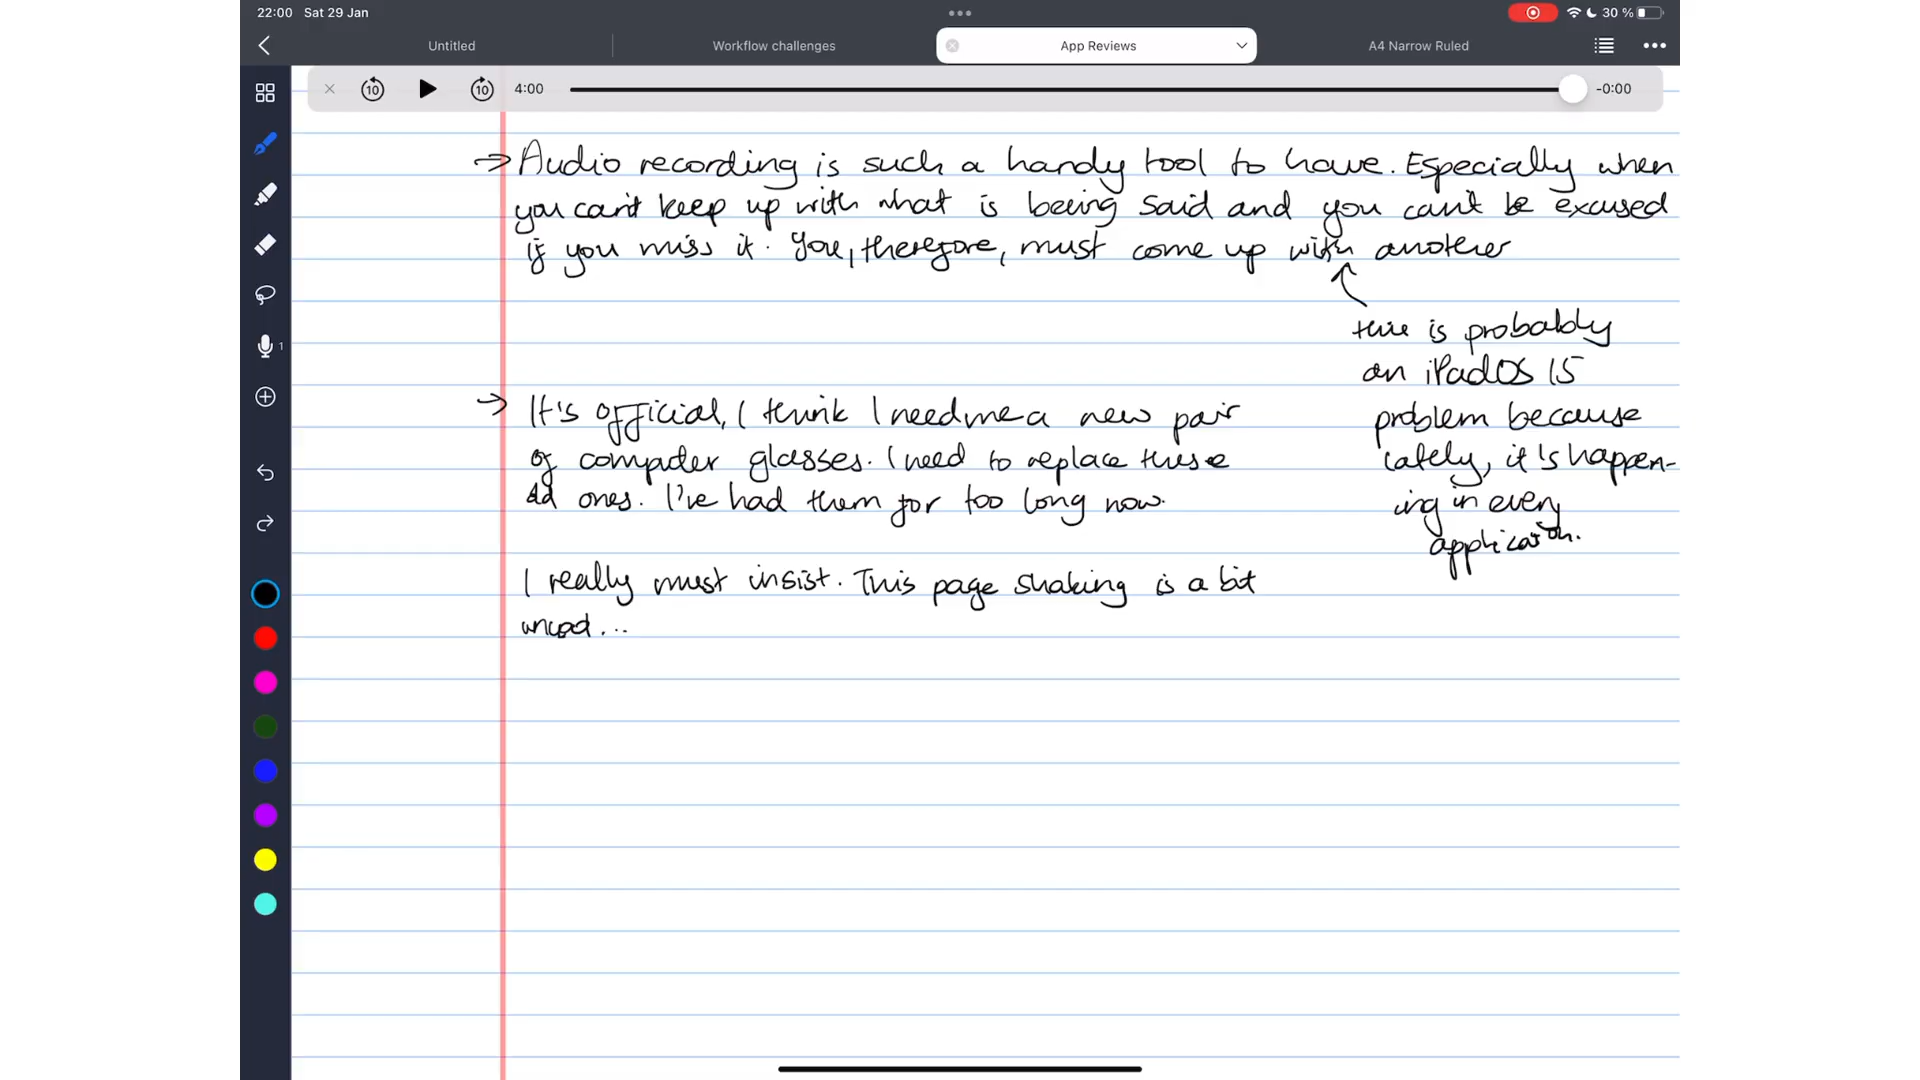 22:00 Sat 29 Jan
30 %
Untitled
Workflow challenges
App Reviews
A4 Narrow Ruled
10
10
4:00
-0:00
1
→ Audio recording is such a handy tool to have. Especially when
you can't keep up with what is being said and you can't be excused
if you miss it. You, therefore, must come up with another
this is probably
an iPadOS 15
problem because
lately, it is happen-
ing in every
application.
→ It's official, I think I need me a new pair
of computer glasses. I need to replace these
old ones. I've had them for too long now.
I really must insist. This page shaking is a bit
...